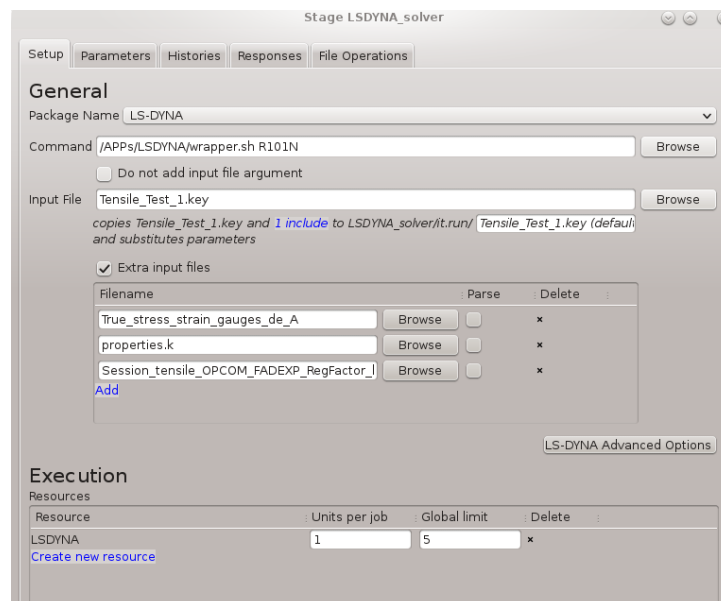 Stage LSDYNA_solver
Setup Parameters Histories Responses File Operations
General
Package Name LS-DYNA
Command /APPs/LSDYNA/wrapper.sh R101N Browse
Do not add input file argument
Input File Tensile_Test_1.key Browse
copies Tensile_Test_1.key and 1 include to LSDYNA_solver/it.run/ Tensile_Test_1.key (defaul
and substitutes parameters
Extra input files
Filename Parse Delete
True_stress_strain_gauges_de_A Browse
properties.k Browse
Session_tensile_OPCOM_FADEXP_RegFactor_ Browse
Add
LS-DYNA Advanced Options
Execution
Resources
Resource Units per job Global limit Delete
LSDYNA 1 5
Create new resource